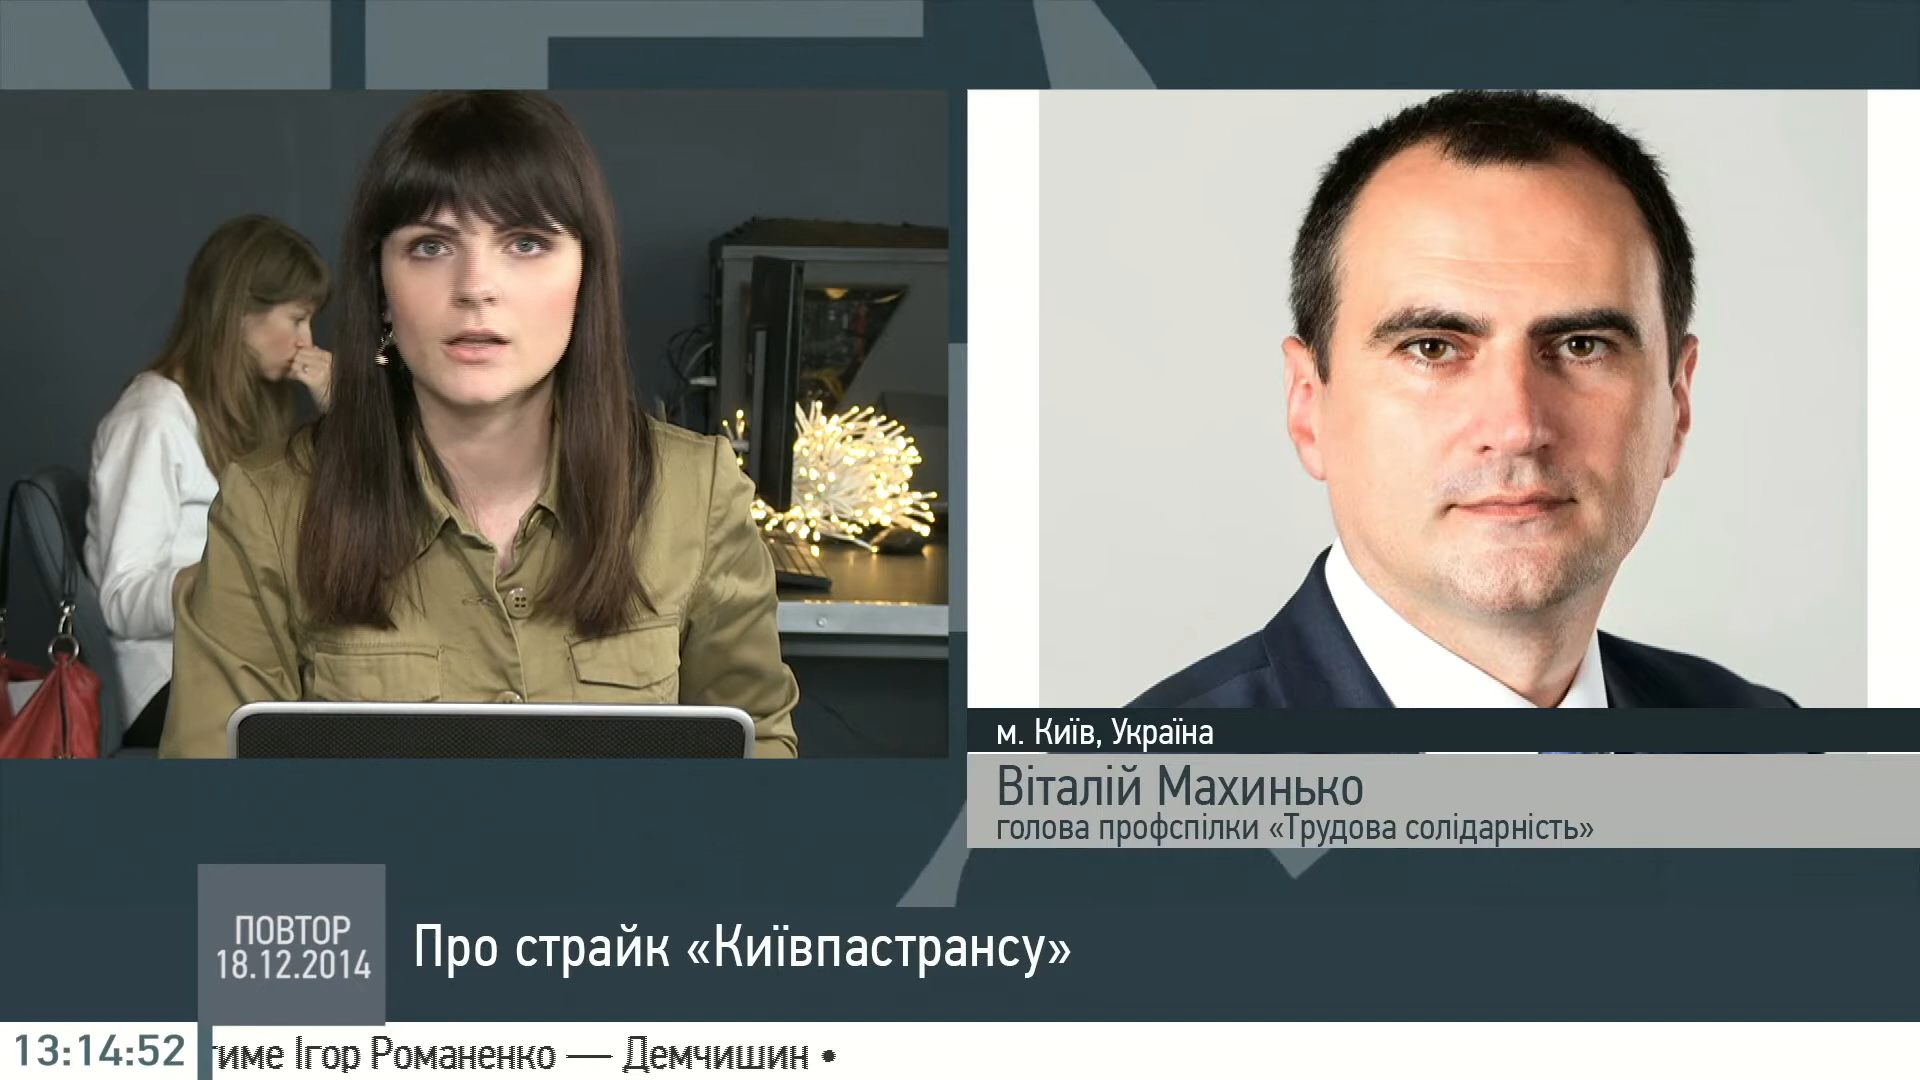 м. Київ, Україна
Віталій Махинько
голова профспілки «Трудова солідарність»
ПОВТОР
18.12.2014
Про страйк «Київпастрансу»
13:14:52
тиме Ігор Романенко — Демчишин •